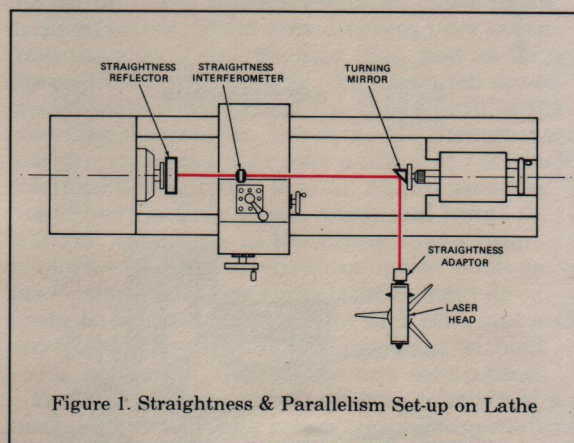 STRAIGHTNESS
REFLECTOR
STRAIGHTNESS
INTERFEROMETER
TURNING
MIRROR
STRAIGHTNESS
ADAPTOR
LASER
HEAD
Figure 1. Straightness & Parallelism Set-up on Lathe